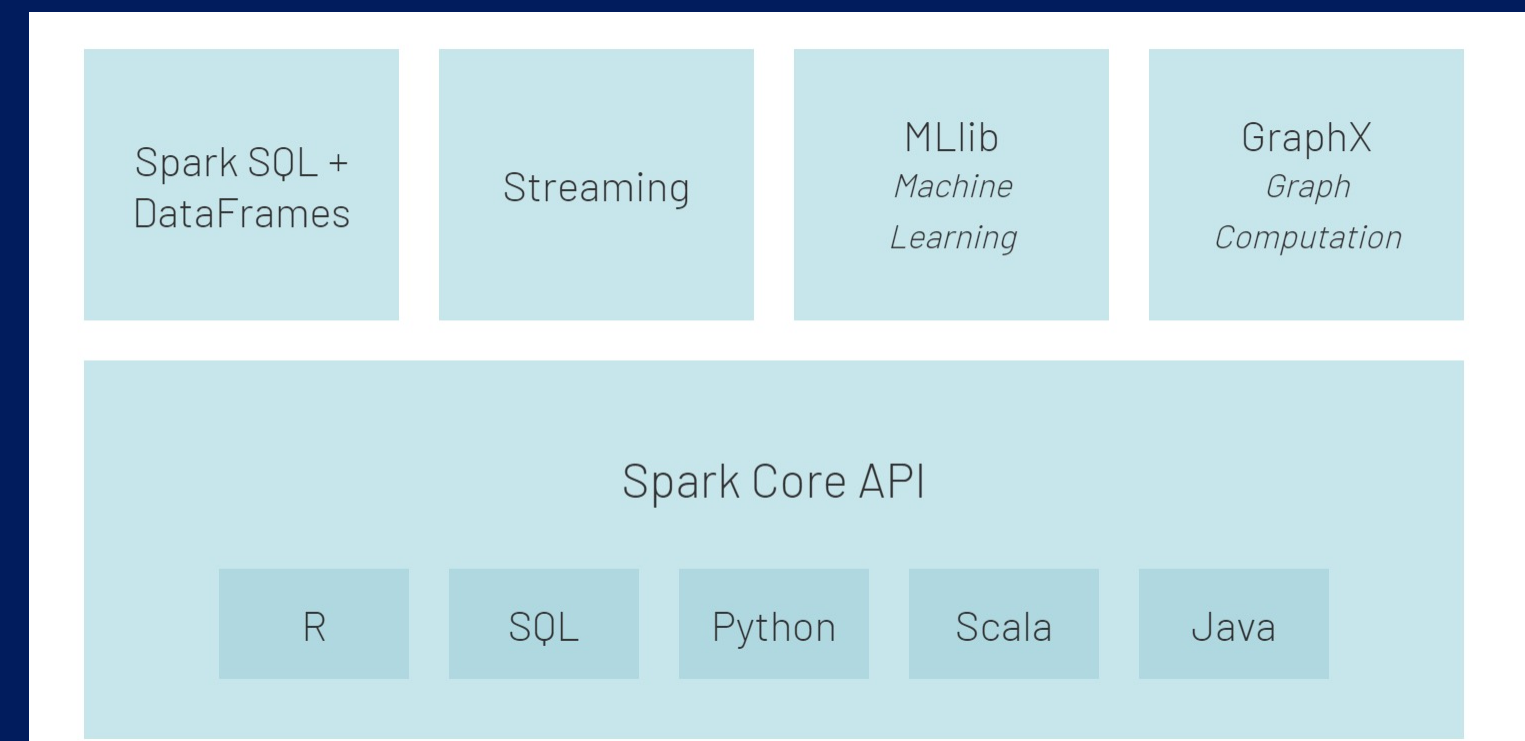 Spark SQL +
DataFrames
Streaming
MLlib
Machine
Learning
GraphX
Graph
Computation
Spark Core API
R
SQL
Python
Scala
Java